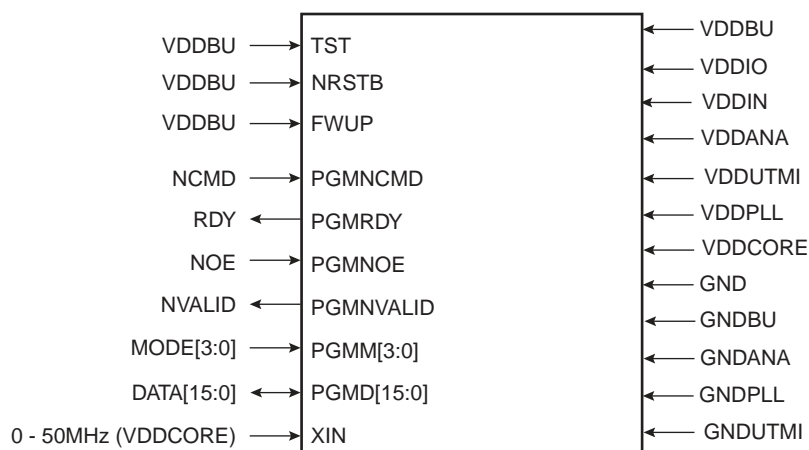 VDDBU TST
VDDBU NRSTB
VDDBU FWUP
NCMD PGMNCMD
RDY PGMRDY
NOE PGMNOE
NVALID PGMNVALID
MODE[3:0] PGMM[3:0]
DATA[15:0] PGMD[15:0]
0 - 50MHz (VDDCORE) XIN
VDDBU
VDDIO
VDDIN
VDDANA
VDDUTMI
VDDPLL
VDDCORE
GND
GNDBU
GNDANA
GNDPLL
GNDUTMI